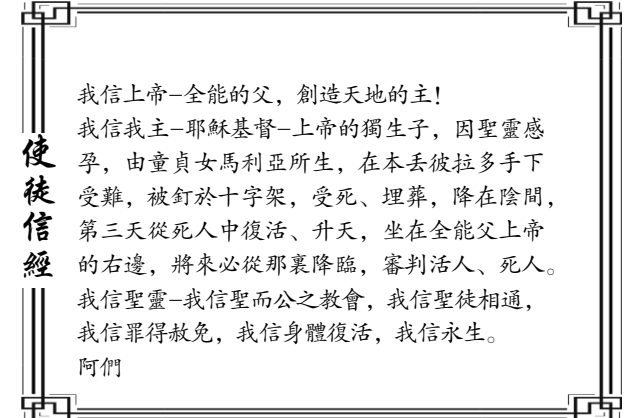 使徒信經
我信上帝–全能的父，創造天地的主！
我信我主–耶穌基督–上帝的獨生子，因聖靈感
孕，由童貞女馬利亞所生，在本丟彼拉多手下
受難，被釘於十字架，受死、埋葬，降在陰間，
第三天從死人中復活、升天，坐在全能父上帝
的右邊，將來必從那裏降臨，審判活人、死人。
我信聖靈–我信聖而公之教會，我信聖徒相通，
我信罪得赦免，我信身體復活，我信永生。
阿們